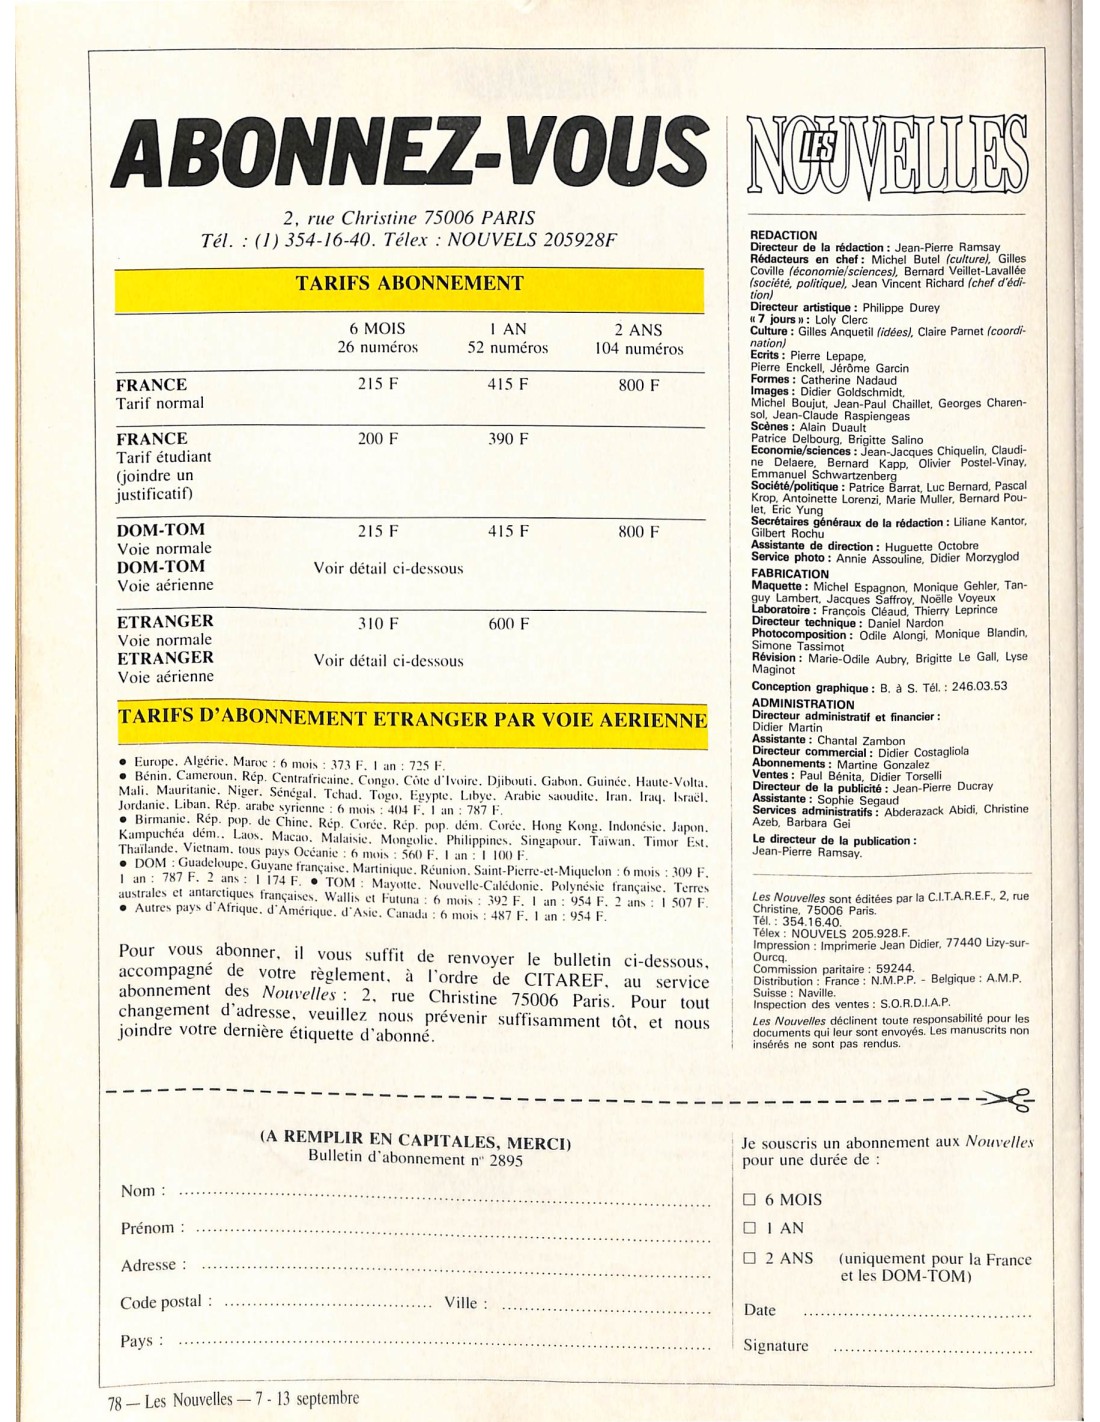 ABONNEZ-VOUS
2, rue Christine 75006 PARIS
Tél. : (1) 354-16-40. Télex : NOUVELS 205928F
TARIFS ABONNEMENT
6 MOIS 1 AN 2 ANS
26 numéros 52 numéros 104 numéros
FRANCE 215 F 415 F 800 F
Tarif normal
FRANCE 200 F 390 F
Tarif étudiant
(joindre un
justificatif)
DOM-TOM 215 F 415 F 800 F
Voie normale
DOM-TOM Voir détail ci-dessous
Voie aérienne
ETRANGER 310 F 600 F
Voie normale
ETRANGER Voir détail ci-dessous
Voie aérienne
TARIFS D'ABONNEMENT ETRANGER PAR VOIE AERIENNE
● Europe, Algérie, Maroc : 6 mois : 373 F. 1 an : 725 F.
● Bénin, Cameroun, Rép. Centrafricaine, Congo, Côte d'Ivoire, Djibouti, Gabon, Guinée, Haute-Volta,
Mali, Mauritanie, Niger, Sénégal, Tchad, Togo, Egypte, Libye, Arabie saoudite, Iran, Iraq, Israël,
Jordanie, Liban, Rép. arabe syrienne : 6 mois : 404 F. 1 an : 787 F.
● Birmanie, Rép. pop. de Chine, Rép. Corée, Rép. pop. dém. Corée, Hong Kong, Indonésie, Japon,
Kampuchéa dém., Laos, Macao, Malaisie, Mongolie, Philippines, Singapour, Taïwan, Timor Est,
Thaïlande, Vietnam, tous pays Océanie : 6 mois : 560 F. 1 an : 1 100 F.
● DOM : Guadeloupe, Guyane française, Martinique, Réunion, Saint-Pierre-et-Miquelon : 6 mois : 309 F.
1 an : 787 F. 2 ans : 1 174 F. ● TOM : Mayotte, Nouvelle-Calédonie, Polynésie française, Terres
australes et antarctiques françaises, Wallis et Futuna : 6 mois : 392 F. 1 an : 954 F. 2 ans : 1 507 F.
● Autres pays d'Afrique, d'Amérique, d'Asie, Canada : 6 mois : 487 F. 1 an : 954 F.
Pour vous abonner, il vous suffit de renvoyer le bulletin ci-dessous,
accompagné de votre règlement, à l'ordre de CITAREF, au service
abonnement des Nouvelles : 2, rue Christine 75006 Paris. Pour tout
changement d'adresse, veuillez nous prévenir suffisamment tôt, et nous
joindre votre dernière étiquette d'abonné.
LES NOUVELLES
REDACTION
Directeur de la rédaction : Jean-Pierre Ramsay
Rédacteurs en chef : Michel Butel (culture), Gilles
Coville (économie/sciences), Bernard Veillet-Lavallée
(société, politique), Jean Vincent Richard (chef d'édi-
tion)
Directeur artistique : Philippe Durey
« 7 jours » : Loly Clerc
Culture : Gilles Anquetil (idées), Claire Parnet (coordi-
nation)
Ecrits : Pierre Lepape,
Pierre Enckell, Jérôme Garcin
Formes : Catherine Nadaud
Images : Didier Goldschmidt,
Michel Boujut, Jean-Paul Chaillet, Georges Charen-
sol, Jean-Claude Raspiengeas
Scènes : Alain Duault
Patrice Delbourg, Brigitte Salino
Economie/sciences : Jean-Jacques Chiquelin, Claudi-
ne Delaere, Bernard Kapp, Olivier Postel-Vinay,
Emmanuel Schwartzenberg
Société/politique : Patrice Barrat, Luc Bernard, Pascal
Krop, Antoinette Lorenzi, Marie Muller, Bernard Pou-
let, Eric Yung
Secrétaires généraux de la rédaction : Liliane Kantor,
Gilbert Rochu
Assistante de direction : Huguette Octobre
Service photo : Annie Assouline, Didier Morzyglod
FABRICATION
Maquette : Michel Espagnon, Monique Gehler, Tan-
guy Lambert, Jacques Saffroy, Noëlle Voyeux
Laboratoire : François Cléaud, Thierry Leprince
Directeur technique : Daniel Nardon
Photocomposition : Odile Alongi, Monique Blandin,
Simone Tassimot
Révision : Marie-Odile Aubry, Brigitte Le Gall, Lyse
Maginot
Conception graphique : B. à S. Tél. : 246.03.53
ADMINISTRATION
Directeur administratif et financier :
Didier Martin
Assistante : Chantal Zambon
Directeur commercial : Didier Costagliola
Abonnements : Martine Gonzalez
Ventes : Paul Bénita, Didier Torselli
Directeur de la publicité : Jean-Pierre Ducray
Assistante : Sophie Segaud
Services administratifs : Abderazack Abidi, Christine
Azeb, Barbara Gei
Le directeur de la publication :
Jean-Pierre Ramsay.
Les Nouvelles sont éditées par la C.I.T.A.R.E.F., 2, rue
Christine, 75006 Paris.
Tél. : 354.16.40.
Télex : NOUVELS 205.928.F.
Impression : Imprimerie Jean Didier, 77440 Lizy-sur-
Ourcq.
Commission paritaire : 59244.
Distribution : France : N.M.P.P. - Belgique : A.M.P.
Suisse : Naville.
Inspection des ventes : S.O.R.D.I.A.P.
Les Nouvelles déclinent toute responsabilité pour les
documents qui leur sont envoyés. Les manuscrits non
insérés ne sont pas rendus.
(A REMPLIR EN CAPITALES, MERCI)
Bulletin d'abonnement n° 2895
Nom :
Prénom :
Adresse :
Code postal : Ville :
Pays :
Je souscris un abonnement aux Nouvelles
pour une durée de :
□ 6 MOIS
□ 1 AN
□ 2 ANS (uniquement pour la France
et les DOM-TOM)
Date
Signature
78 — Les Nouvelles — 7 - 13 septembre